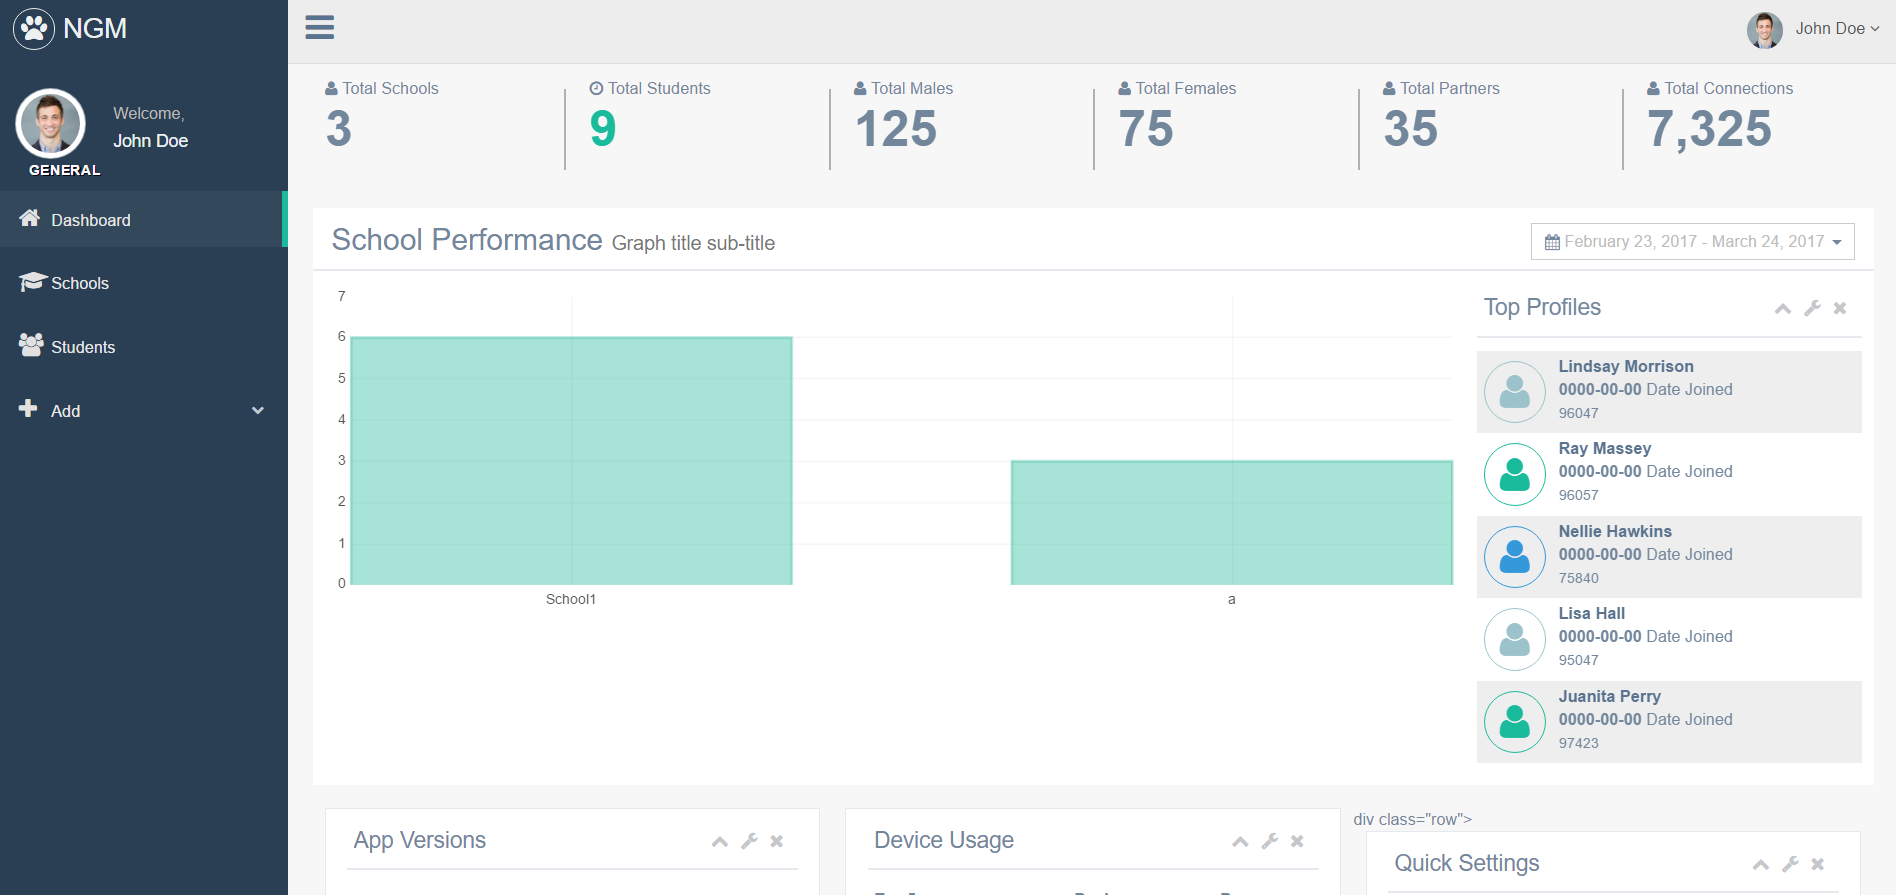 NGM
John Doe
Welcome,
John Doe
GENERAL
Dashboard
Schools
Students
Add
Total Schools
3
Total Students
9
Total Males
125
Total Females
75
Total Partners
35
Total Connections
7,325
School Performance Graph title sub-title
February 23, 2017 - March 24, 2017
7
6
5
4
3
2
1
0
School1
a
Top Profiles
Lindsay Morrison
0000-00-00 Date Joined
96047
Ray Massey
0000-00-00 Date Joined
96057
Nellie Hawkins
0000-00-00 Date Joined
75840
Lisa Hall
0000-00-00 Date Joined
95047
Juanita Perry
0000-00-00 Date Joined
97423
App Versions
Device Usage
div class="row">
Quick Settings